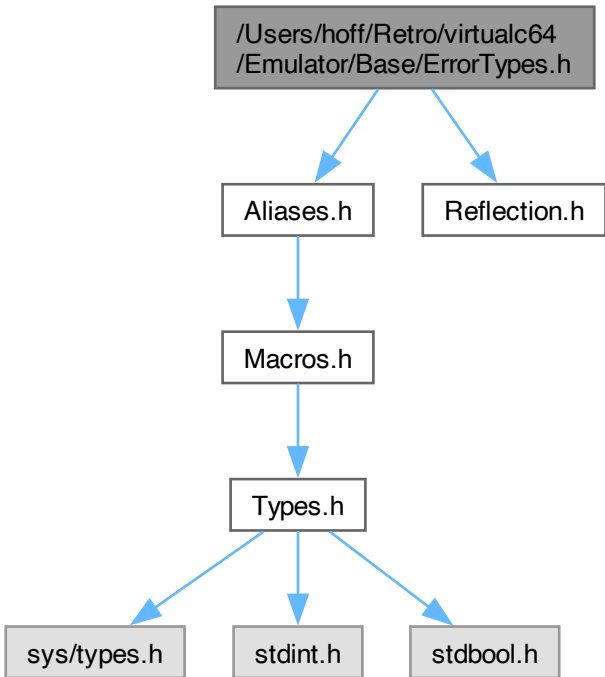 /Users/hoff/Retro/virtualc64
/Emulator/Base/ErrorTypes.h
Aliases.h
Reflection.h
Macros.h
Types.h
sys/types.h
stdint.h
stdbool.h